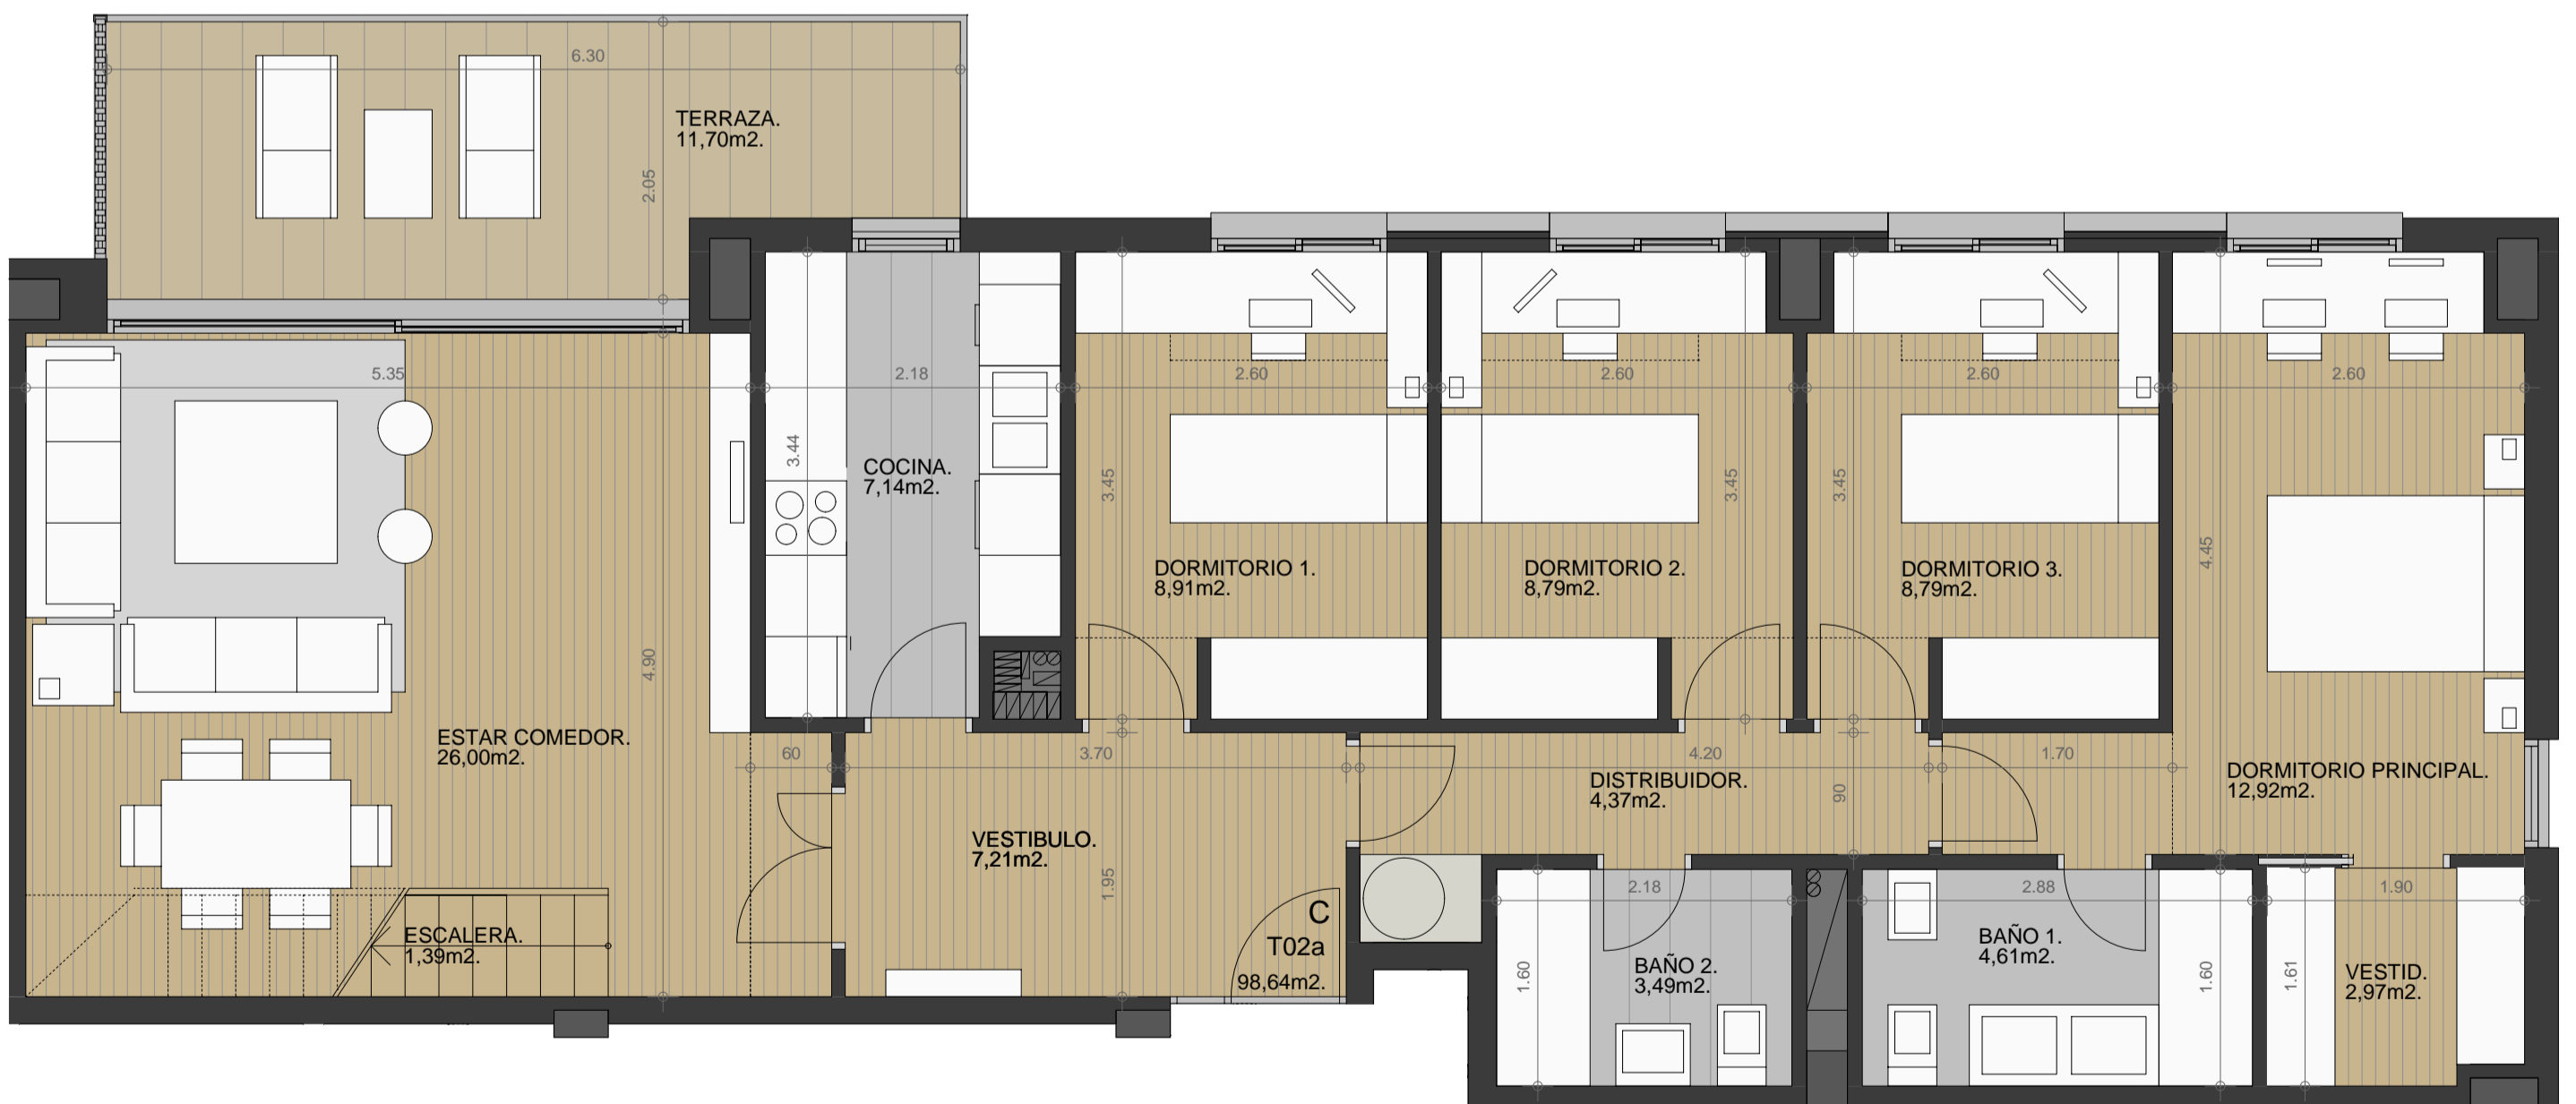 6.30
TERRAZA.
11,70m2.
2.05
5.35
2.18
2.60
2.60
2.60
2.60
3.44
COCINA.
7,14m2.
3.45
3.45
3.45
4.45
DORMITORIO 1.
8,91m2.
DORMITORIO 2.
8,79m2.
DORMITORIO 3.
8,79m2.
4.90
ESTAR COMEDOR.
26,00m2.
60
3.70
4.20
1.70
DISTRIBUIDOR.
4,37m2.
90
DORMITORIO PRINCIPAL.
12,92m2.
VESTIBULO.
7,21m2.
1.95
2.18
2.88
1.90
C
T02a
98,64m2.
ESCALERA.
1,39m2.
1.60
BAÑO 2.
3,49m2.
BAÑO 1.
4,61m2.
1.60
1.61
VESTID.
2,97m2.